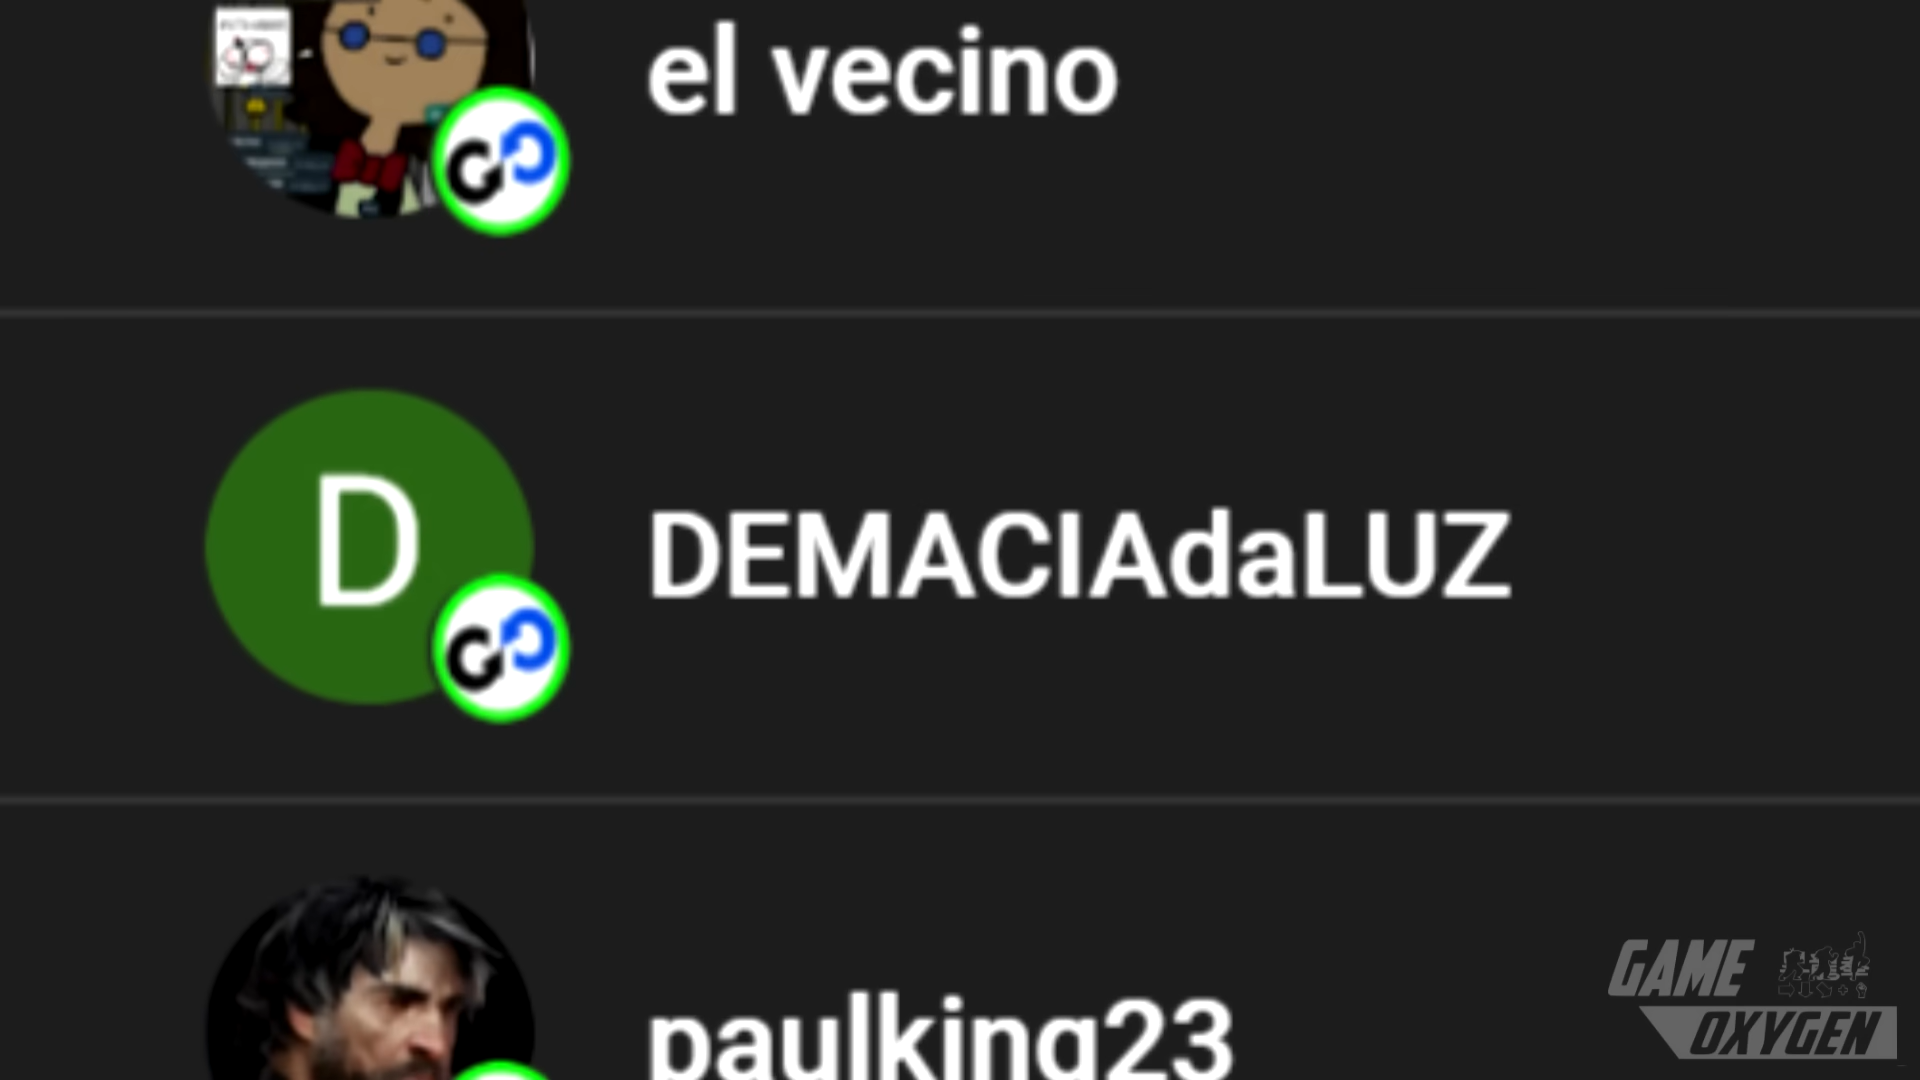 el vecino
D
DEMACIAdaLUZ
paulking23
GAME
OXYGEN